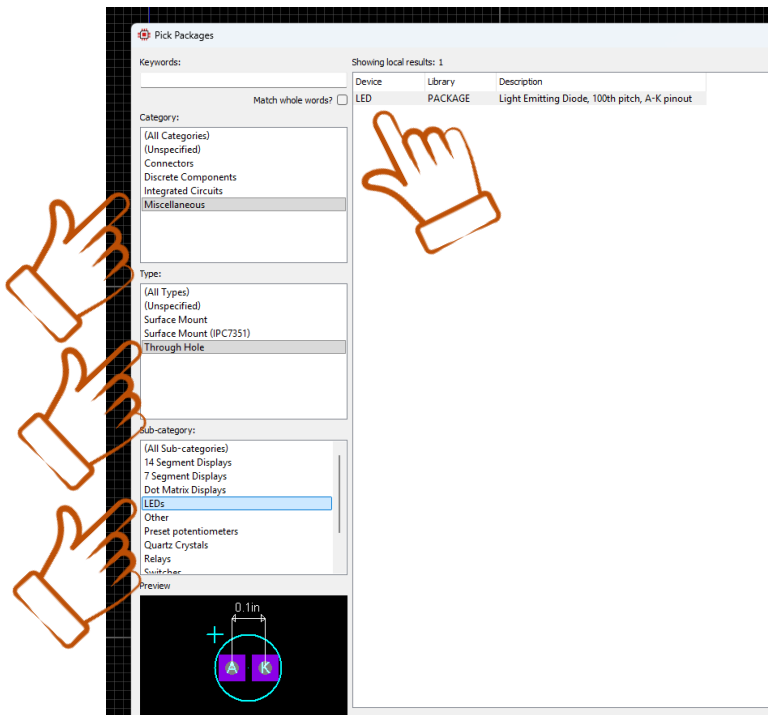 Pick Packages
Keywords:
Match whole words?
Category:
(All Categories)
(Unspecified)
Connectors
Discrete Components
Integrated Circuits
Miscellaneous
Type:
(All Types)
(Unspecified)
Surface Mount
Surface Mount (IPC7351)
Through Hole
Sub-category:
(All Sub-categories)
14 Segment Displays
7 Segment Displays
Dot Matrix Displays
LEDs
Other
Preset potentiometers
Quartz Crystals
Relays
Switches
Preview
0.1in
A K
Showing local results: 1
Device Library Description
LED PACKAGE Light Emitting Diode, 100th pitch, A-K pinout